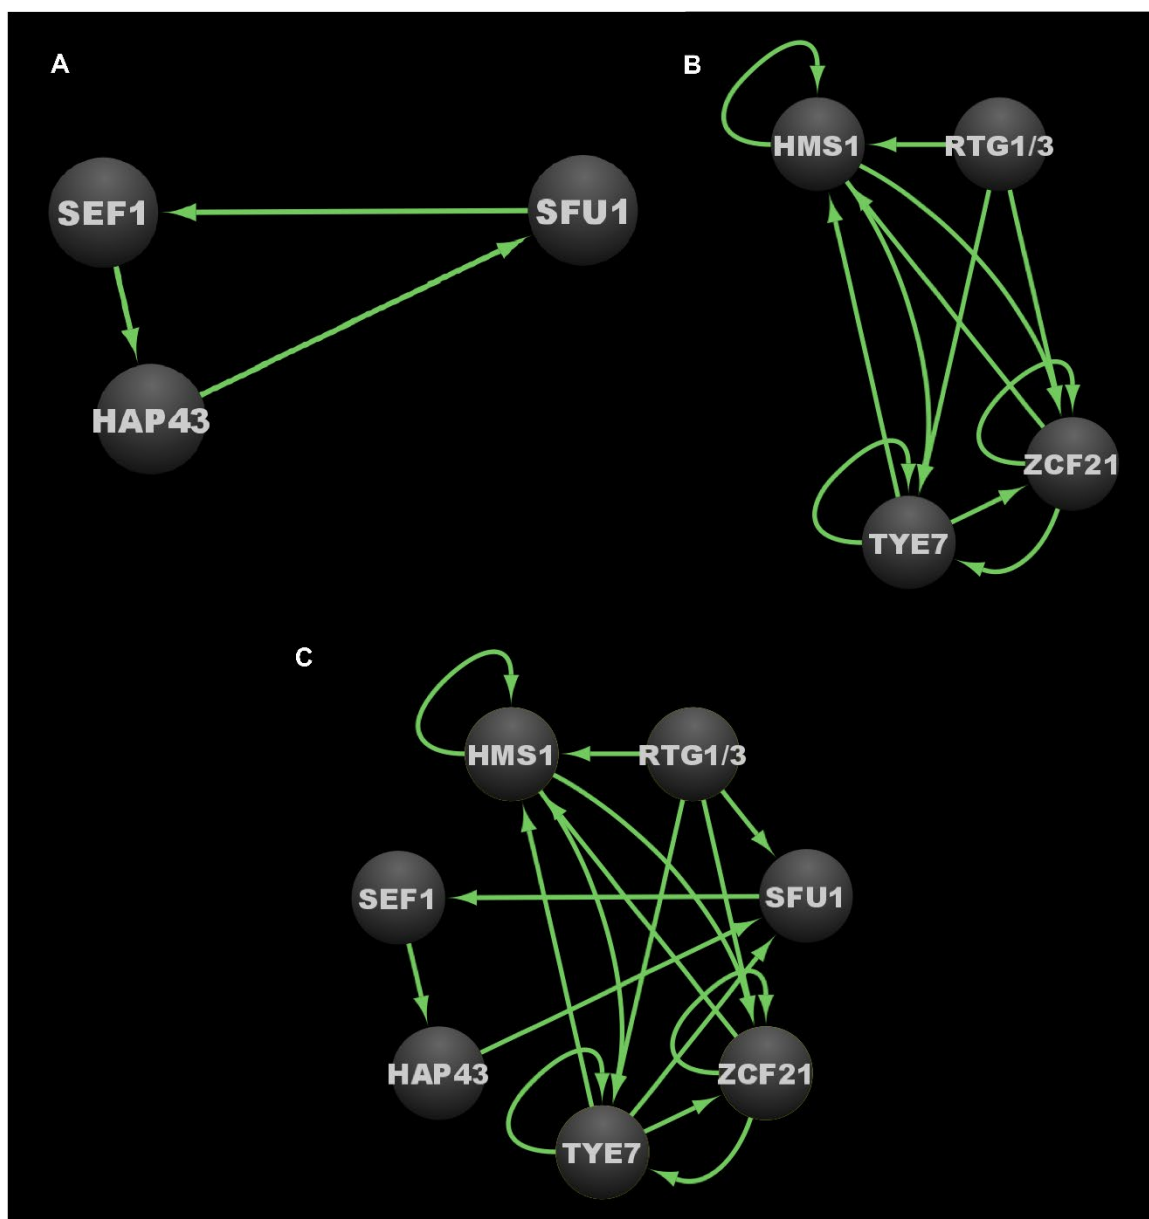 A
SEF1
SFU1
HAP43
B
HMS1
RTG1/3
ZCF21
TYE7
C
HMS1
RTG1/3
SEF1
SFU1
HAP43
ZCF21
TYE7